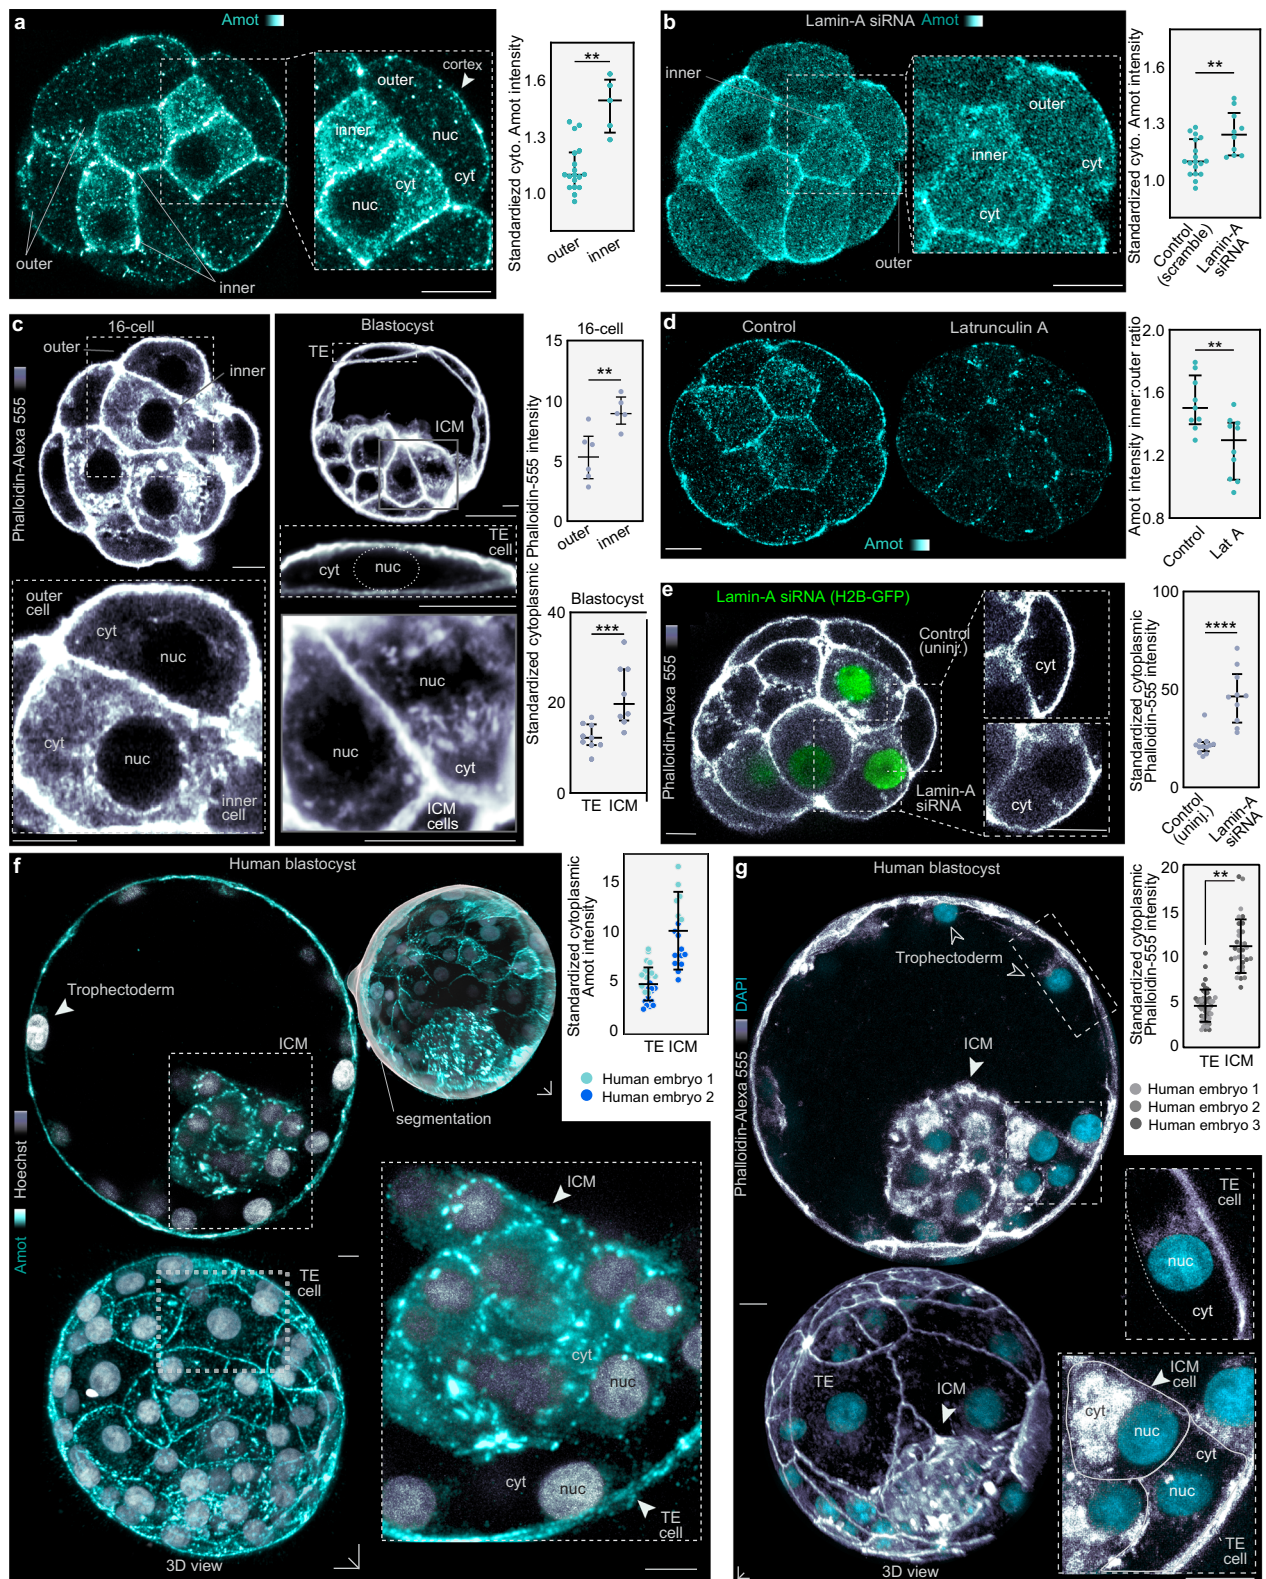 a
Amot
outer
cortex
inner
nuc
cyt
cyt
nuc
outer
inner
Standardiezd cyto. Amot intensity
1.6
1.3
1.0
**
outer
inner
b
Lamin-A siRNA Amot
inner
outer
inner
cyt
cyt
outer
Standardized cyto. Amot intensity
1.6
1.3
1.0
**
Control
(scramble)
Lamin-A
siRNA
c
16-cell
outer
inner
Phalloidin-Alexa 555
outer
cell
cyt
nuc
cyt
nuc
inner
cell
Blastocyst
TE
ICM
TE
cell
cyt
nuc
nuc
nuc
cyt
ICM
cells
Standardized cytoplasmic Phalloidin-555 intensity
16-cell
15
10
5
0
**
outer
inner
Blastocyst
40
20
0
***
TE ICM
d
Control
Latrunculin A
Amot
Amot intensity inner:outer ratio
2.0
1.6
1.2
0.8
**
Control
Lat A
e
Lamin-A siRNA (H2B-GFP)
Phalloidin-Alexa 555
Control
(uninj.)
cyt
Lamin-A
siRNA
cyt
Standardized cytoplasmic
Phalloidin-555 intensity
100
50
0
****
Control
(uninj.)
Lamin-A
siRNA
f
Human blastocyst
Trophectoderm
ICM
segmentation
Amot Hoechst
TE
cell
3D view
ICM
cyt
nuc
cyt
nuc
TE
cell
Standardized cytoplasmic
Amot intensity
15
10
5
0
TE ICM
Human embryo 1
Human embryo 2
g
Human blastocyst
Phalloidin-Alexa 555 DAPI
Trophectoderm
ICM
TE
ICM
3D view
TE
cell
nuc
cyt
ICM
cell
cyt
nuc
cyt
nuc
TE
cell
Standardized cytoplasmic
Phalloidin-555 intensity
20
15
10
5
0
**
TE ICM
Human embryo 1
Human embryo 2
Human embryo 3